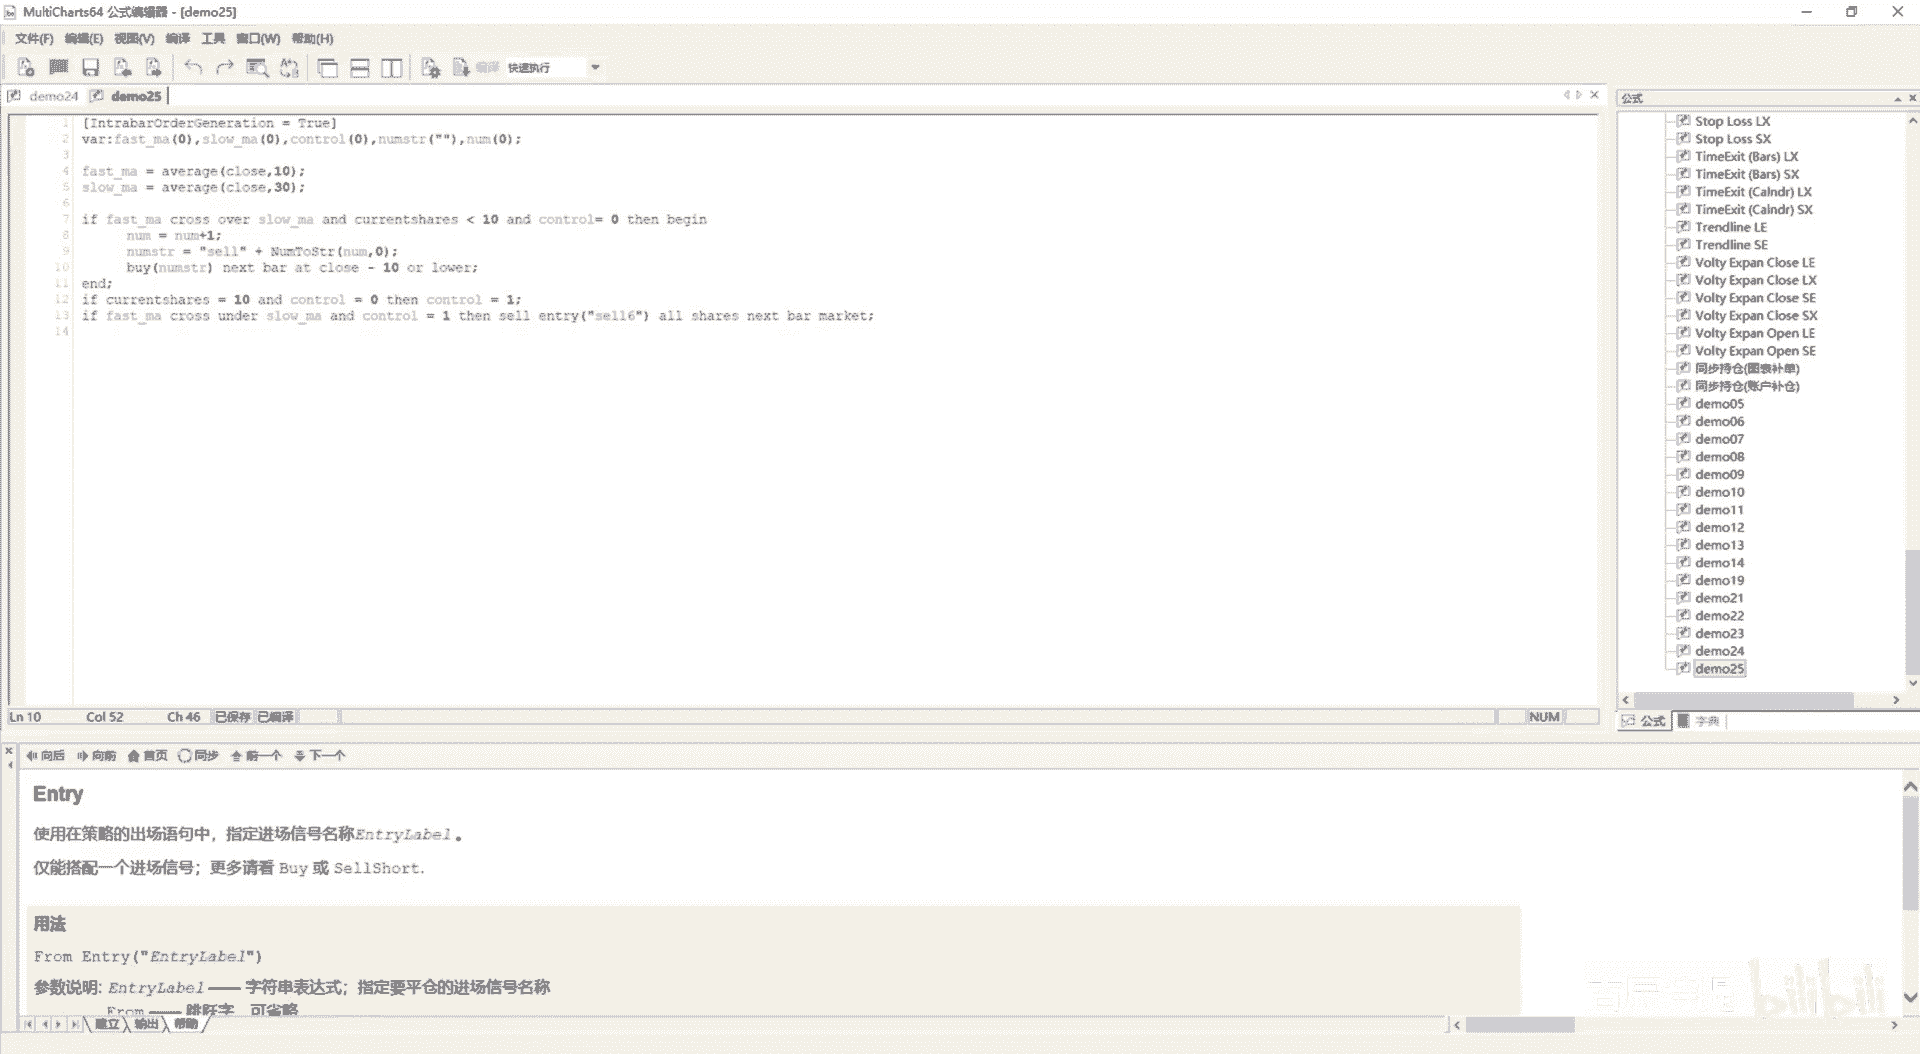 MultiCharts64 公式编辑器 - [demo25]
文件(F) 编辑(E) 视图(V) 编译 工具 窗口(W) 帮助(H)
编译 快速执行
demo24 demo25
1 [IntrabarOrderGeneration = True]
2 var:fast_ma(0),slow_ma(0),control(0),numstr(""),num(0);
3
4 fast_ma = average(close,10);
5 slow_ma = average(close,30);
6
7 if fast_ma cross over slow_ma and currentshares < 10 and control= 0 then begin
8 num = num+1;
9 numstr = "sell" + NumToStr(num,0);
10 buy(numstr) next bar at close - 10 or lower;
11 end;
12 if currentshares = 10 and control = 0 then control = 1;
13 if fast_ma cross under slow_ma and control = 1 then sell entry("sell6") all shares next bar market;
14
Ln 10 Col 52 Ch 46 已保存 已编译 NUM
公式
Stop Loss LX
Stop Loss SX
TimeExit (Bars) LX
TimeExit (Bars) SX
TimeExit (Calndr) LX
TimeExit (Calndr) SX
Trendline LE
Trendline SE
Volty Expan Close LE
Volty Expan Close LX
Volty Expan Close SE
Volty Expan Close SX
Volty Expan Open LE
Volty Expan Open SE
同步持仓(图表补单)
同步持仓(账户补仓)
demo05
demo06
demo07
demo08
demo09
demo10
demo11
demo12
demo13
demo14
demo19
demo21
demo22
demo23
demo24
demo25
公式 字典
向后 向前 首页 同步 前一个 下一个
Entry
使用在策略的出场语句中，指定进场信号名称EntryLabel 。
仅能搭配一个进场信号；更多请看 Buy 或 SellShort.
用法
From Entry("EntryLabel")
参数说明: EntryLabel —— 字符串表达式；指定要平仓的进场信号名称
From —— 跳跃字，可省略
建立 输出 帮助
bilibili